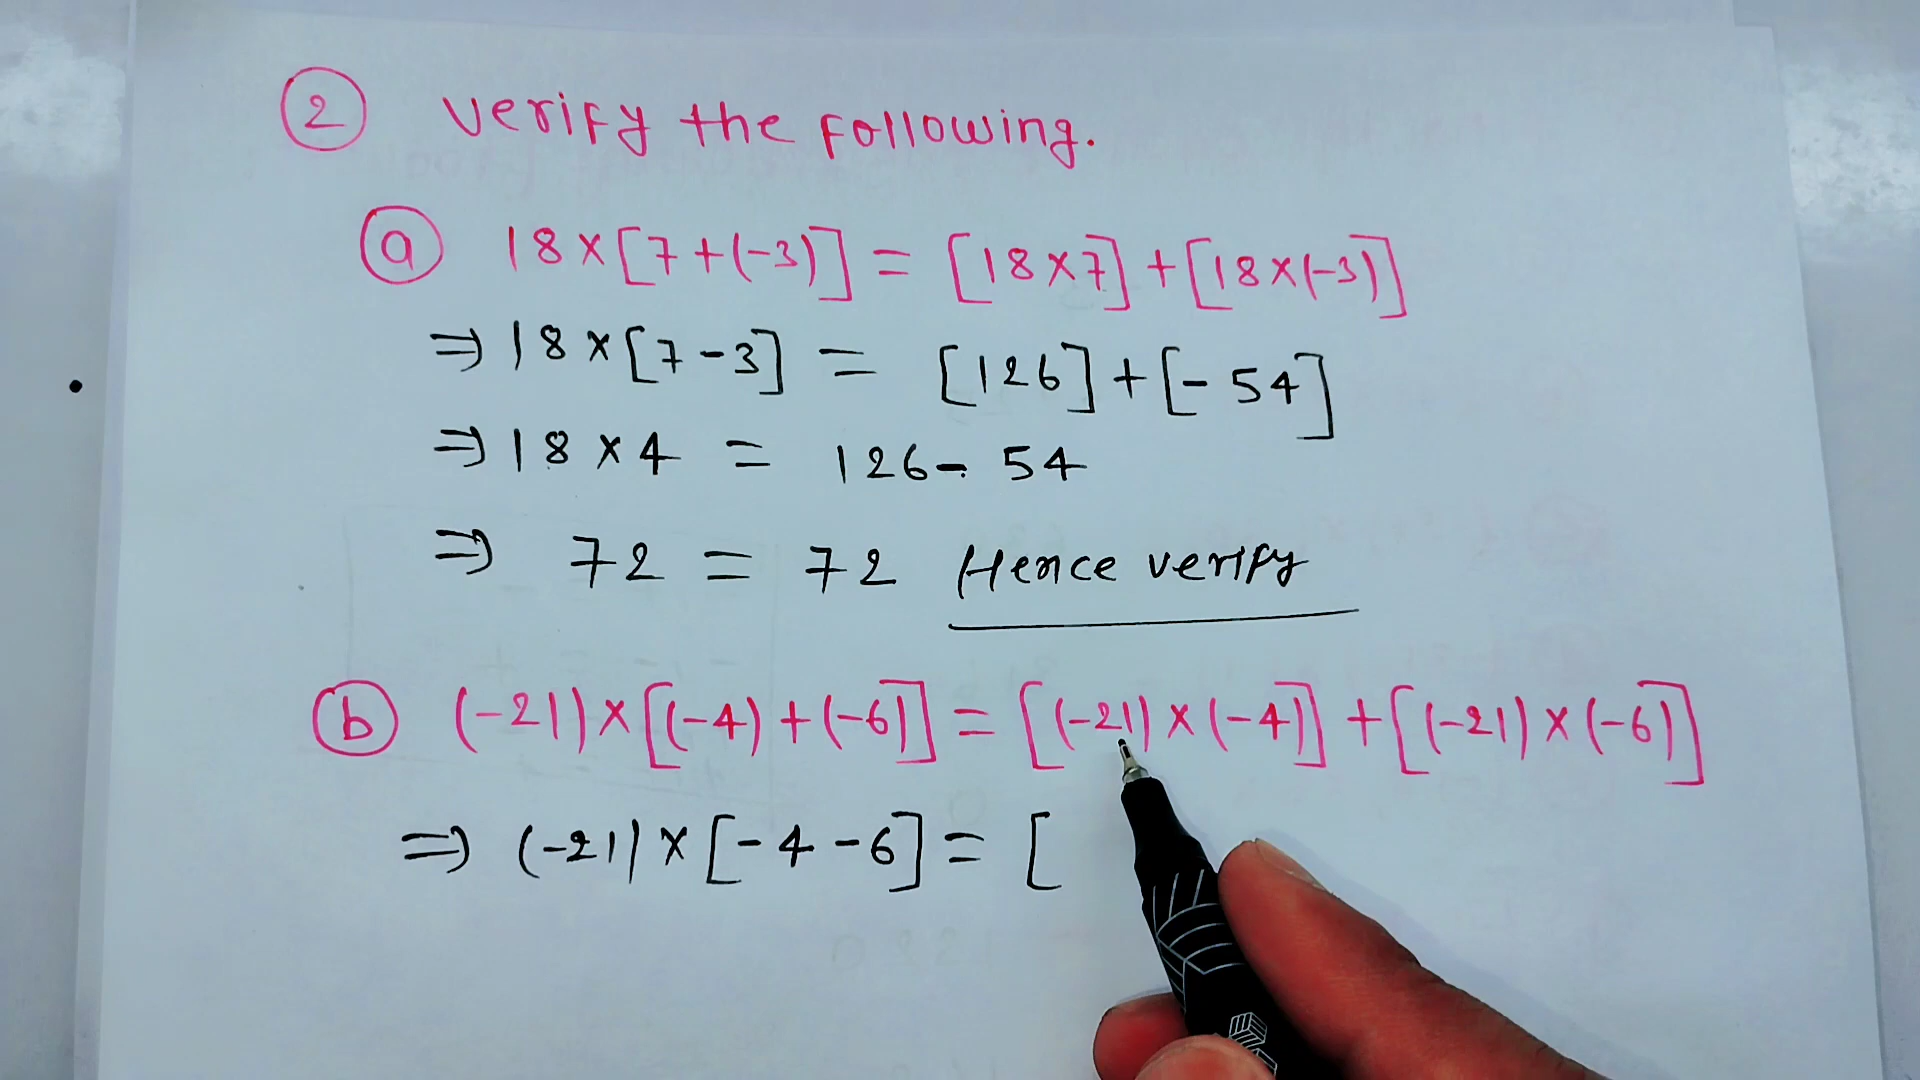 2 Verify the following.
a 18×[7+(-3)] = [18×7]+[18×(-3)]
⇒ 18×[7-3] = [126]+[-54]
⇒ 18×4 = 126-54
⇒ 72 = 72 Hence verify
b (-21)×[(-4)+(-6)] = [(-21)×(-4)]+[(-21)×(-6)]
⇒ (-21)×[-4-6] = [